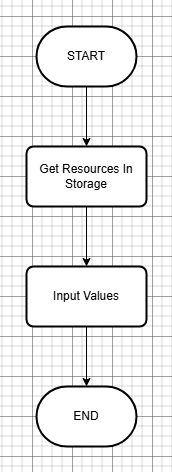 START
Get Resources In
Storage
Input Values
END